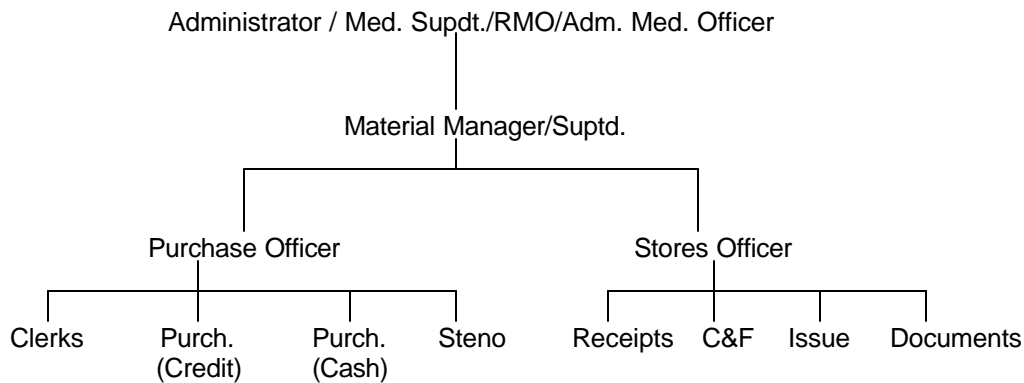 Administrator / Med. Supdt./RMO/Adm. Med. Officer
Material Manager/Suptd.
Purchase Officer
Stores Officer
Clerks
Purch.
(Credit)
Purch.
(Cash)
Steno
Receipts
C&F
Issue
Documents